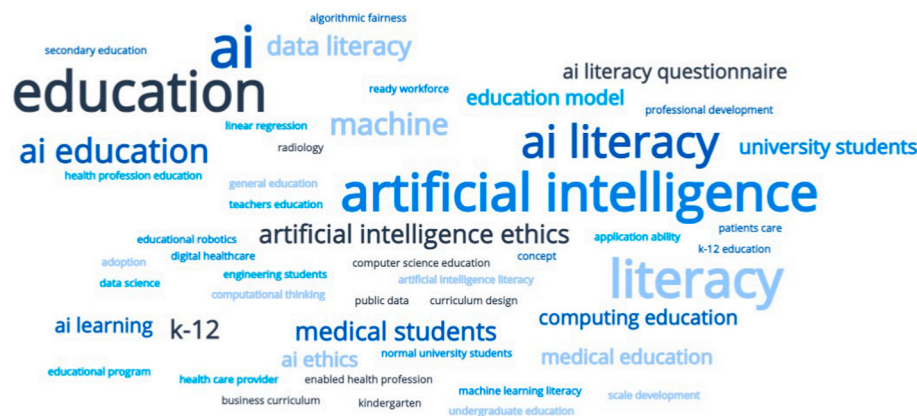 algorithmic fairness
ai
data literacy
secondary education
ai literacy questionnaire
education
ready workforce
education model
professional development
linear regression
machine
ai education
radiology
ai literacy
university students
health profession education
general education
artificial intelligence
teachers education
patients care
educational robotics
artificial intelligence ethics
application ability
k-12 education
adoption
digital healthcare
computer science education
concept
data science
engineering students
artificial intelligence literacy
literacy
computational thinking
public data
curriculum design
ai learning
k-12
medical students
computing education
ai ethics
normal university students
medical education
educational program
health care provider
enabled health profession
machine learning literacy
scale development
business curriculum
kindergarten
undergraduate education